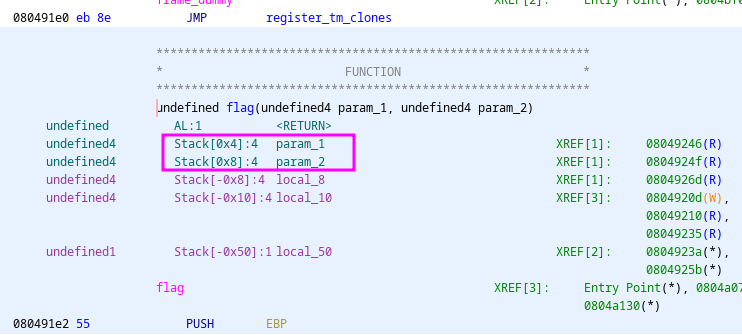 frame_dummy XREF[2]: Entry Point(*),
080491e0 eb 8e JMP register_tm_clones
**************************************************************
* FUNCTION *
**************************************************************
undefined flag(undefined4 param_1, undefined4 param_2)
undefined AL:1 <RETURN>
undefined4 Stack[0x4]:4 param_1 XREF[1]: 08049246(R)
undefined4 Stack[0x8]:4 param_2 XREF[1]: 0804924f(R)
undefined4 Stack[-0x8]:4 local_8 XREF[1]: 0804926d(R)
undefined4 Stack[-0x10]:4 local_10 XREF[3]: 0804920d(W),
08049210(R),
08049235(R)
undefined1 Stack[-0x50]:1 local_50 XREF[2]: 0804923a(*),
0804925b(*)
flag XREF[3]: Entry Point(*), 0804a07
0804a130(*)
080491e2 55 PUSH EBP